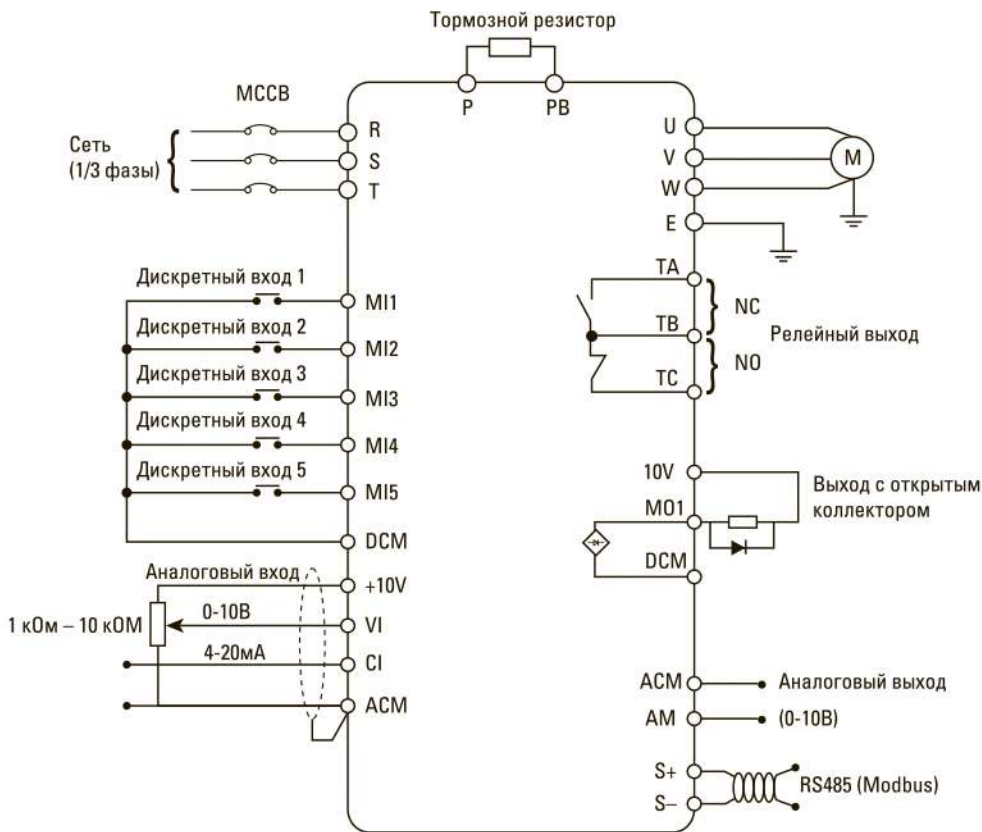 Тормозной резистор
P
PB
MCCB
Сеть
(1/3 фазы)
R
S
T
U
V
W
E
M
Дискретный вход 1
MI1
Дискретный вход 2
MI2
Дискретный вход 3
MI3
Дискретный вход 4
MI4
Дискретный вход 5
MI5
DCM
Аналоговый вход
+10V
1 кОм – 10 кОМ
0-10В
VI
4-20мА
CI
ACM
TA
NC
TB
Релейный выход
NO
TC
10V
Выход с открытым
коллектором
MO1
DCM
ACM
Аналоговый выход
AM
(0-10В)
S+
RS485 (Modbus)
S–